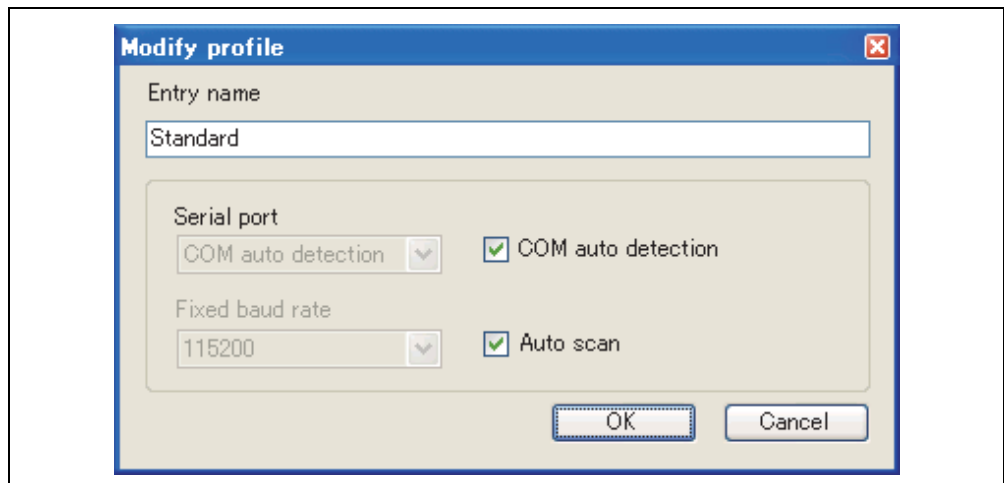 Modify profile
Entry name
Standard
Serial port
COM auto detection
COM auto detection
Fixed baud rate
115200
Auto scan
OK
Cancel